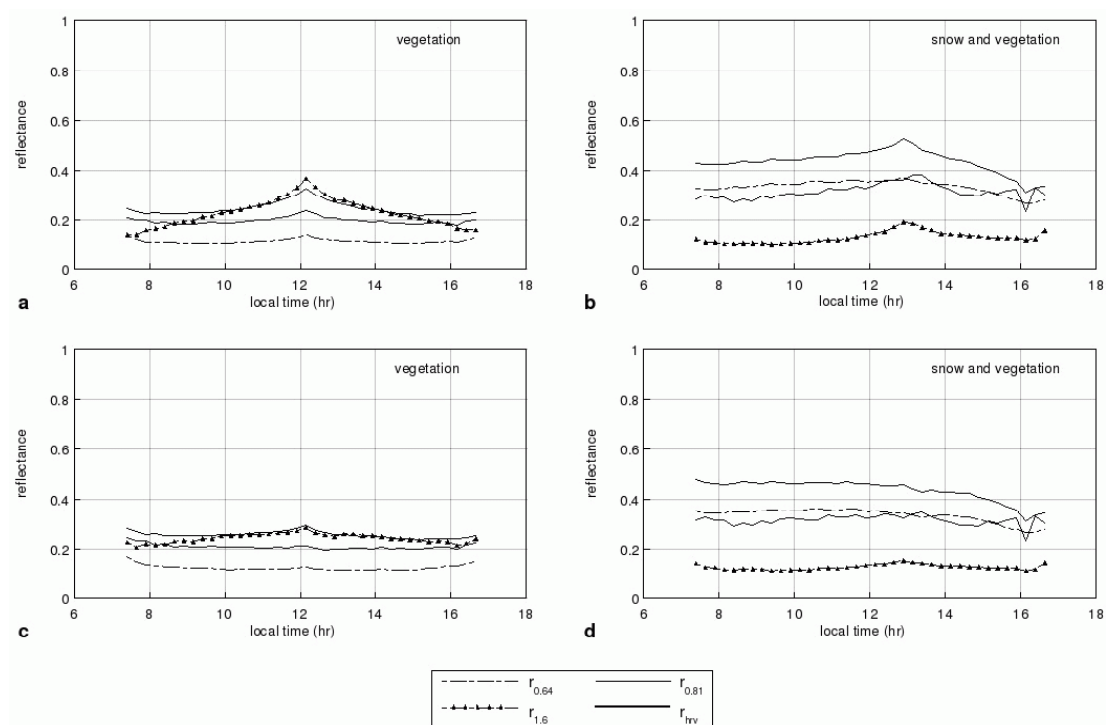 vegetation
1
0.8
0.6
0.4
0.2
0
reflectance
6 8 10 12 14 16 18
a
local time (hr)
snow and vegetation
1
0.8
0.6
0.4
0.2
0
reflectance
6 8 10 12 14 16 18
b
local time (hr)
vegetation
1
0.8
0.6
0.4
0.2
0
reflectance
6 8 10 12 14 16 18
c
local time (hr)
snow and vegetation
1
0.8
0.6
0.4
0.2
0
reflectance
6 8 10 12 14 16 18
d
local time (hr)
r0.64 r0.81
r1.6 rhrv